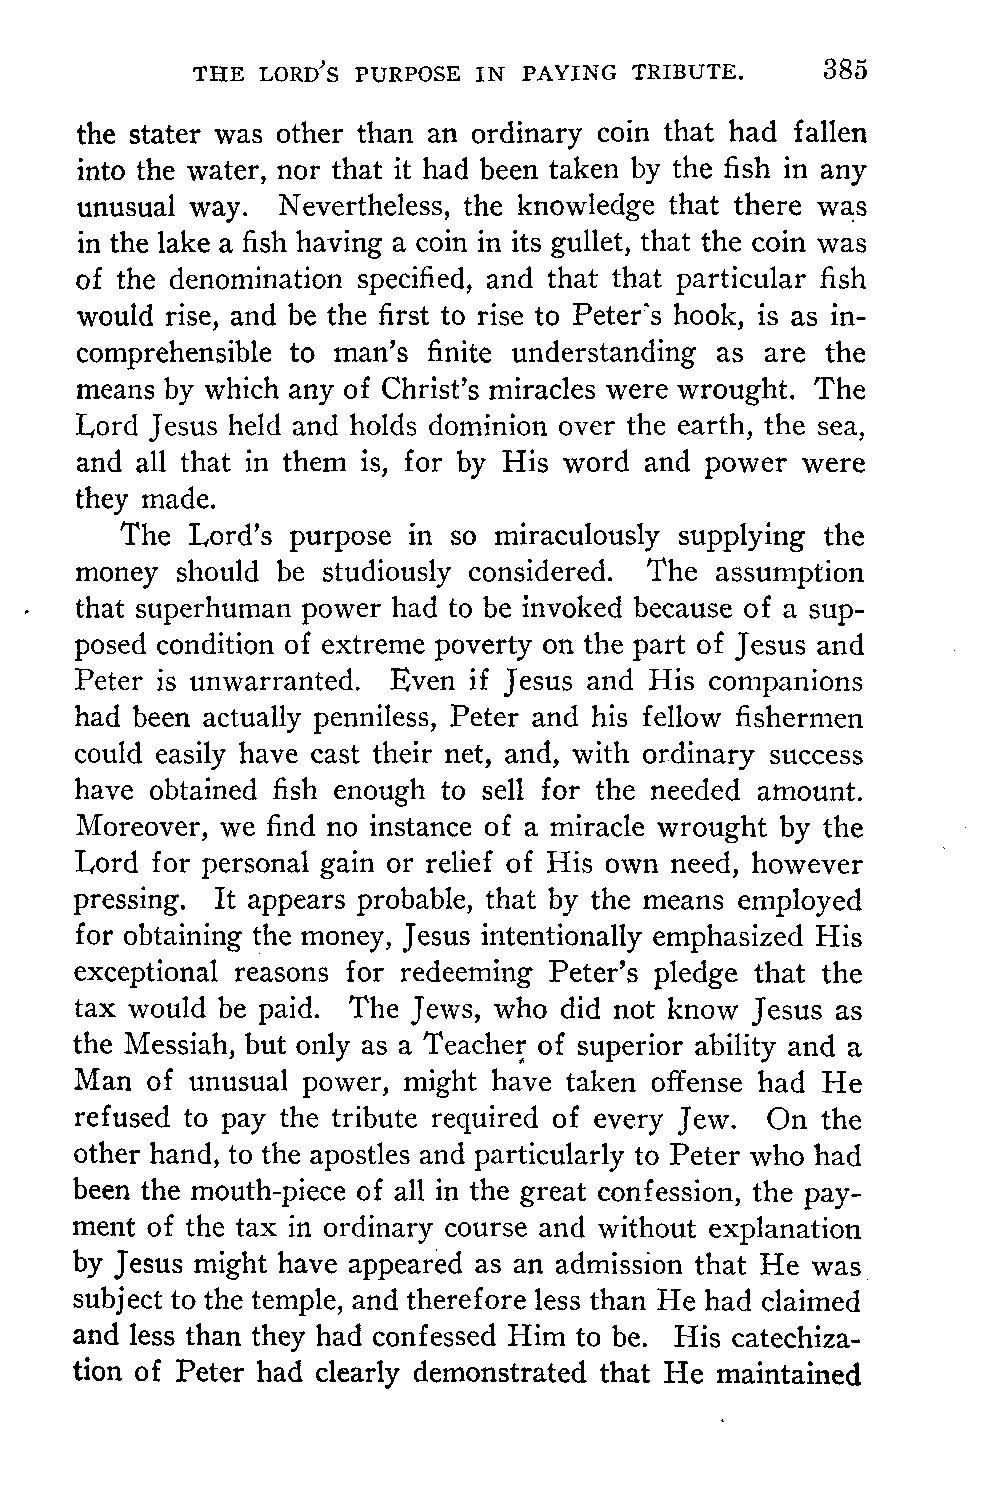 THE LORD'S PURPOSE IN PAYING TRIBUTE. 385
the stater was other than an ordinary coin that had fallen
into the water, nor that it had been taken by the fish in any
unusual way. Nevertheless, the knowledge that there was
in the lake a fish having a coin in its gullet, that the coin was
of the denomination specified, and that that particular fish
would rise, and be the first to rise to Peter's hook, is as in-
comprehensible to man's finite understanding as are the
means by which any of Christ's miracles were wrought. The
Lord Jesus held and holds dominion over the earth, the sea,
and all that in them is, for by His word and power were
they made.
The Lord's purpose in so miraculously supplying the
money should be studiously considered. The assumption
that superhuman power had to be invoked because of a sup-
posed condition of extreme poverty on the part of Jesus and
Peter is unwarranted. Even if Jesus and His companions
had been actually penniless, Peter and his fellow fishermen
could easily have cast their net, and, with ordinary success
have obtained fish enough to sell for the needed amount.
Moreover, we find no instance of a miracle wrought by the
Lord for personal gain or relief of His own need, however
pressing. It appears probable, that by the means employed
for obtaining the money, Jesus intentionally emphasized His
exceptional reasons for redeeming Peter's pledge that the
tax would be paid. The Jews, who did not know Jesus as
the Messiah, but only as a Teacher of superior ability and a
Man of unusual power, might have taken offense had He
refused to pay the tribute required of every Jew. On the
other hand, to the apostles and particularly to Peter who had
been the mouth-piece of all in the great confession, the pay-
ment of the tax in ordinary course and without explanation
by Jesus might have appeared as an admission that He was
subject to the temple, and therefore less than He had claimed
and less than they had confessed Him to be. His catechiza-
tion of Peter had clearly demonstrated that He maintained